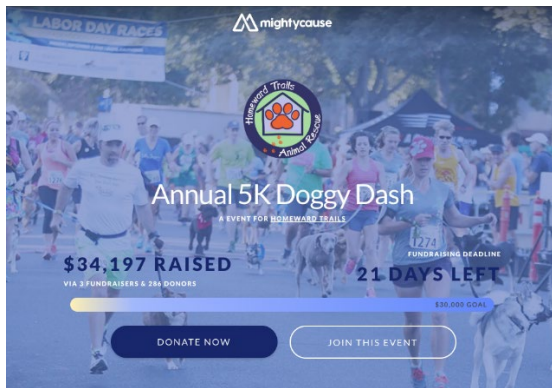 LABOR DAY RACES
mightycause
Homeward Trails
Animal Rescue
Annual 5K Doggy Dash
A EVENT FOR HOMEWARD TRAILS
1274
FUNDRAISING DEADLINE
$34,197 RAISED
21 DAYS LEFT
VIA 3 FUNDRAISERS & 286 DONORS
$30,000 GOAL
DONATE NOW
JOIN THIS EVENT